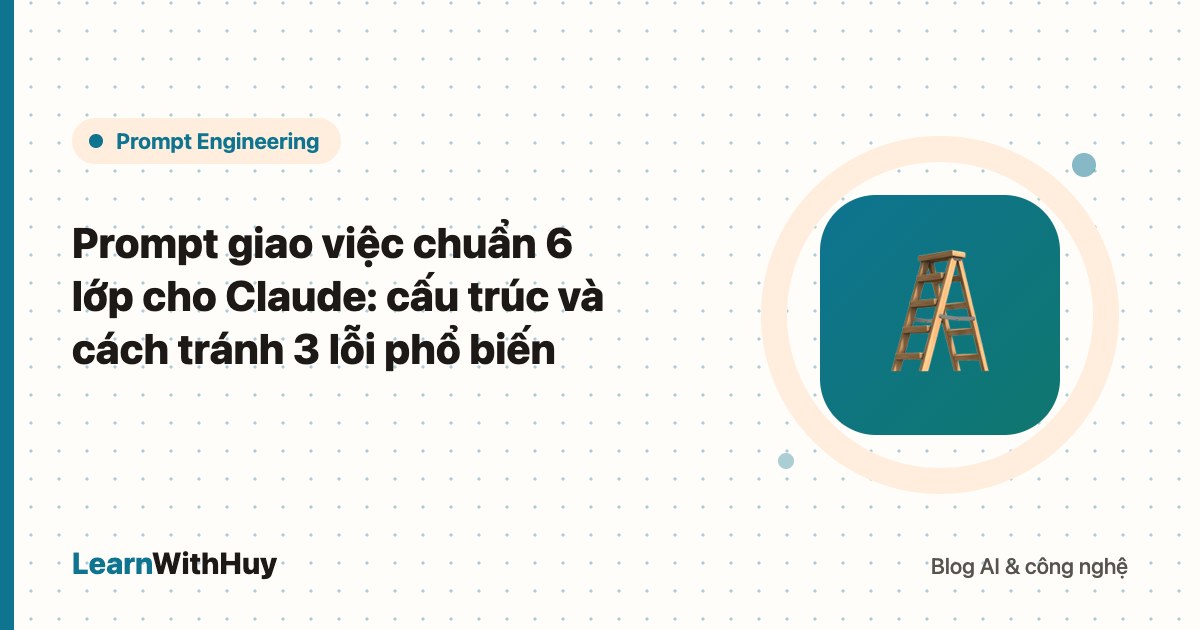 Prompt Engineering
Prompt giao việc chuẩn 6
lớp cho Claude: cấu trúc và
cách tránh 3 lỗi phổ biến
LearnWithHuy
Blog AI & công nghệ